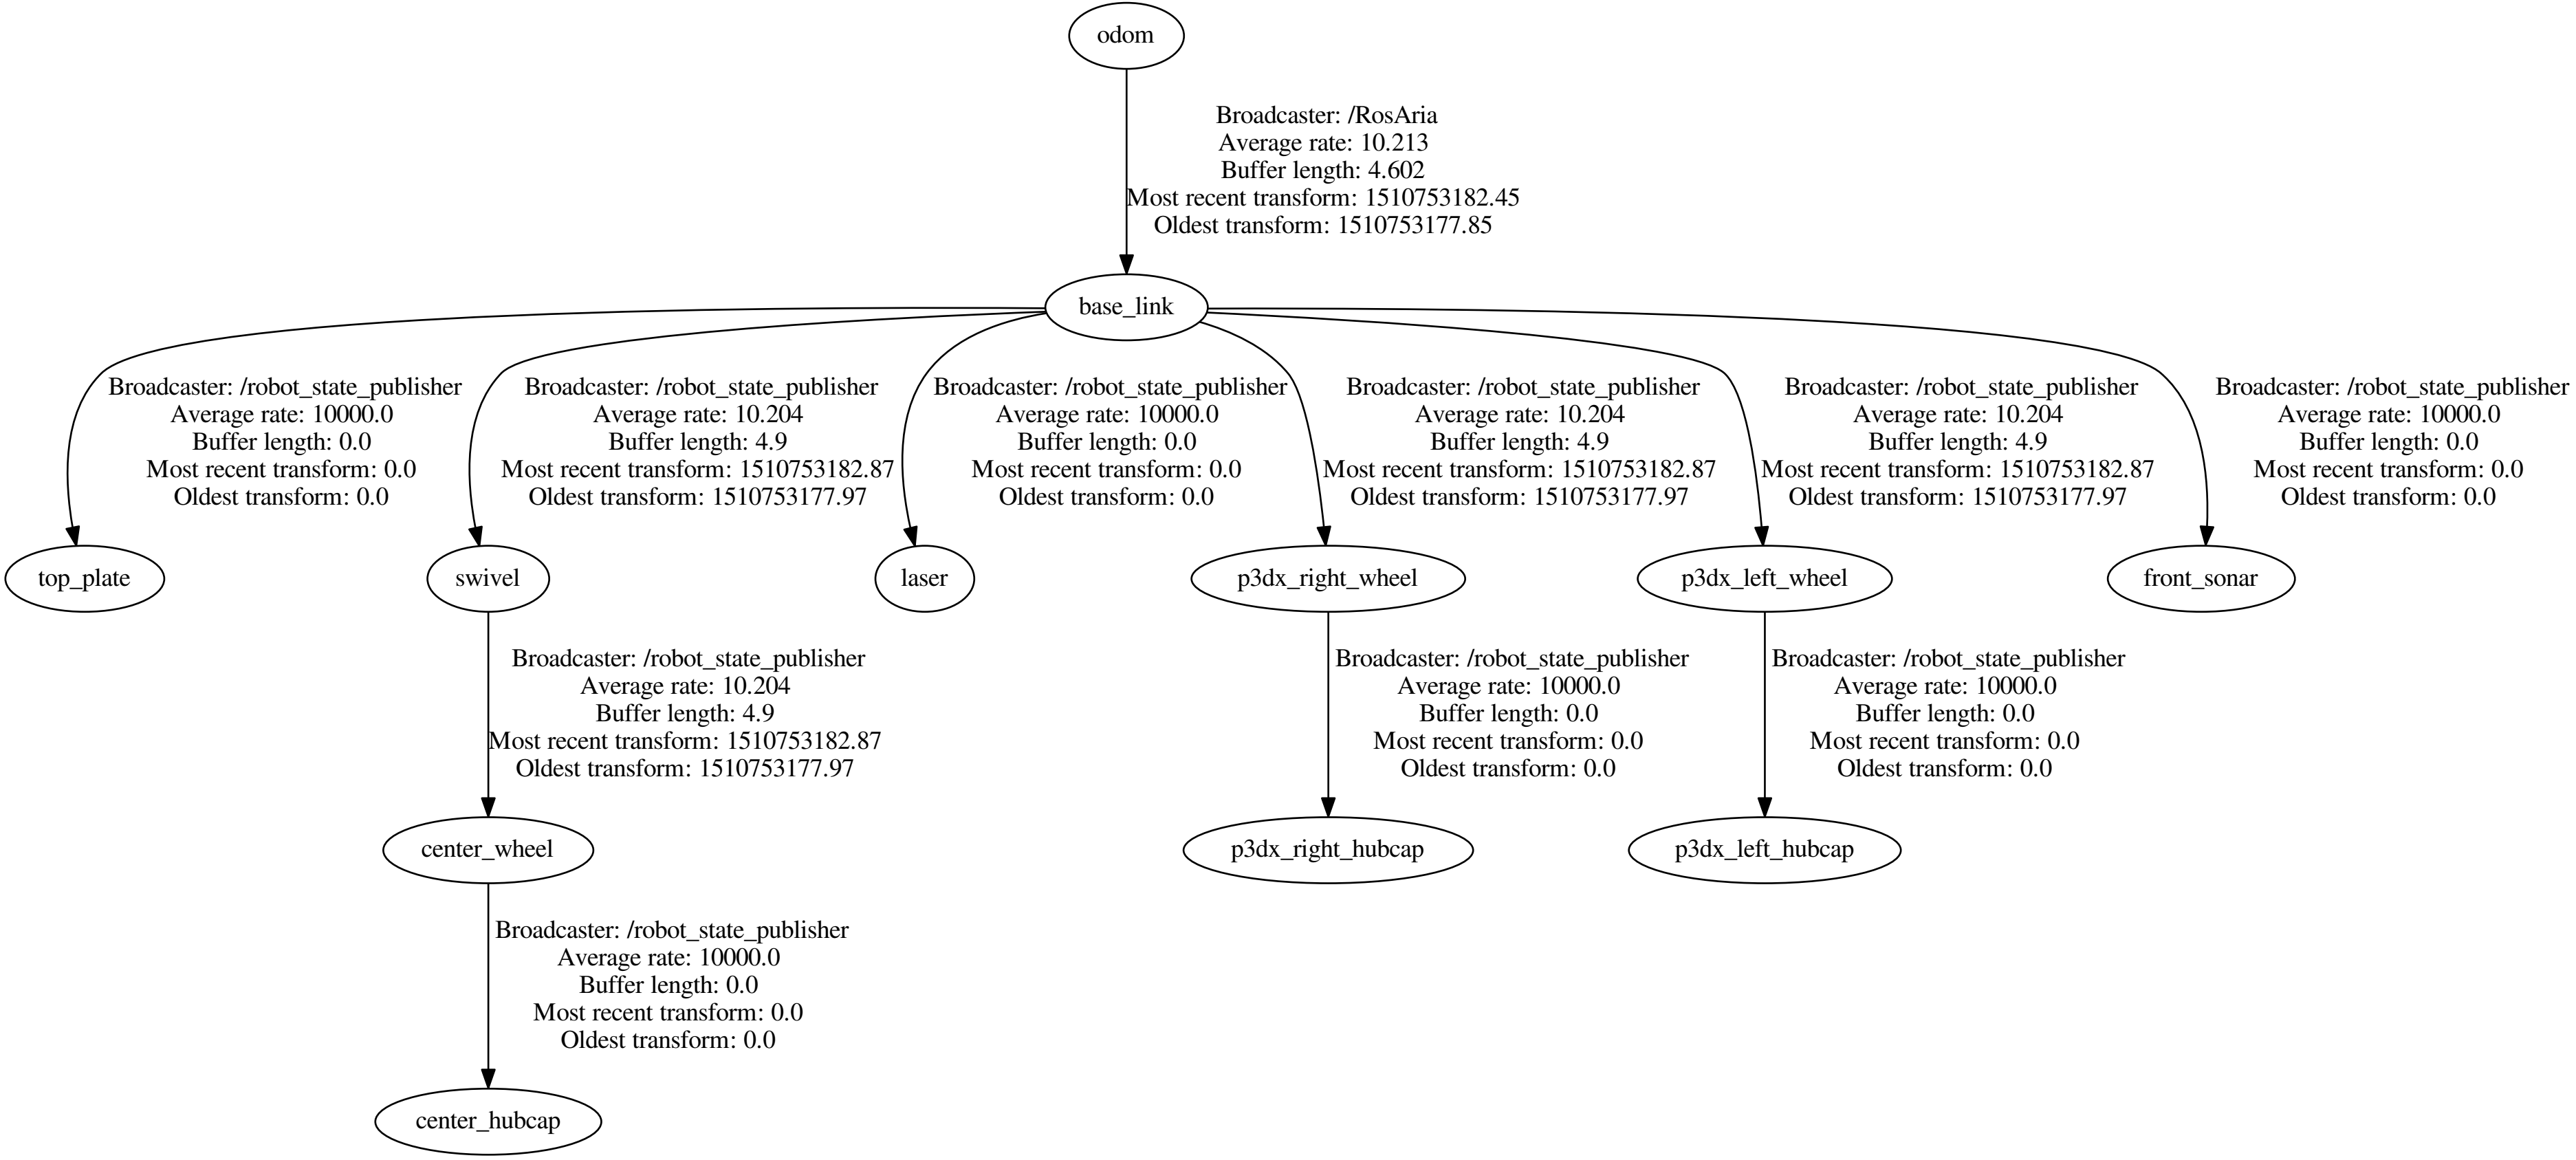 odom
Broadcaster: /RosAria
Average rate: 10.213
Buffer length: 4.602
Most recent transform: 1510753182.45
Oldest transform: 1510753177.85
base_link
Broadcaster: /robot_state_publisher
Average rate: 10000.0
Buffer length: 0.0
Most recent transform: 0.0
Oldest transform: 0.0
Broadcaster: /robot_state_publisher
Average rate: 10.204
Buffer length: 4.9
Most recent transform: 1510753182.87
Oldest transform: 1510753177.97
Broadcaster: /robot_state_publisher
Average rate: 10000.0
Buffer length: 0.0
Most recent transform: 0.0
Oldest transform: 0.0
Broadcaster: /robot_state_publisher
Average rate: 10.204
Buffer length: 4.9
Most recent transform: 1510753182.87
Oldest transform: 1510753177.97
Broadcaster: /robot_state_publisher
Average rate: 10.204
Buffer length: 4.9
Most recent transform: 1510753182.87
Oldest transform: 1510753177.97
Broadcaster: /robot_state_publisher
Average rate: 10000.0
Buffer length: 0.0
Most recent transform: 0.0
Oldest transform: 0.0
top_plate
swivel
laser
p3dx_right_wheel
p3dx_left_wheel
front_sonar
Broadcaster: /robot_state_publisher
Average rate: 10.204
Buffer length: 4.9
Most recent transform: 1510753182.87
Oldest transform: 1510753177.97
Broadcaster: /robot_state_publisher
Average rate: 10000.0
Buffer length: 0.0
Most recent transform: 0.0
Oldest transform: 0.0
Broadcaster: /robot_state_publisher
Average rate: 10000.0
Buffer length: 0.0
Most recent transform: 0.0
Oldest transform: 0.0
center_wheel
p3dx_right_hubcap
p3dx_left_hubcap
Broadcaster: /robot_state_publisher
Average rate: 10000.0
Buffer length: 0.0
Most recent transform: 0.0
Oldest transform: 0.0
center_hubcap